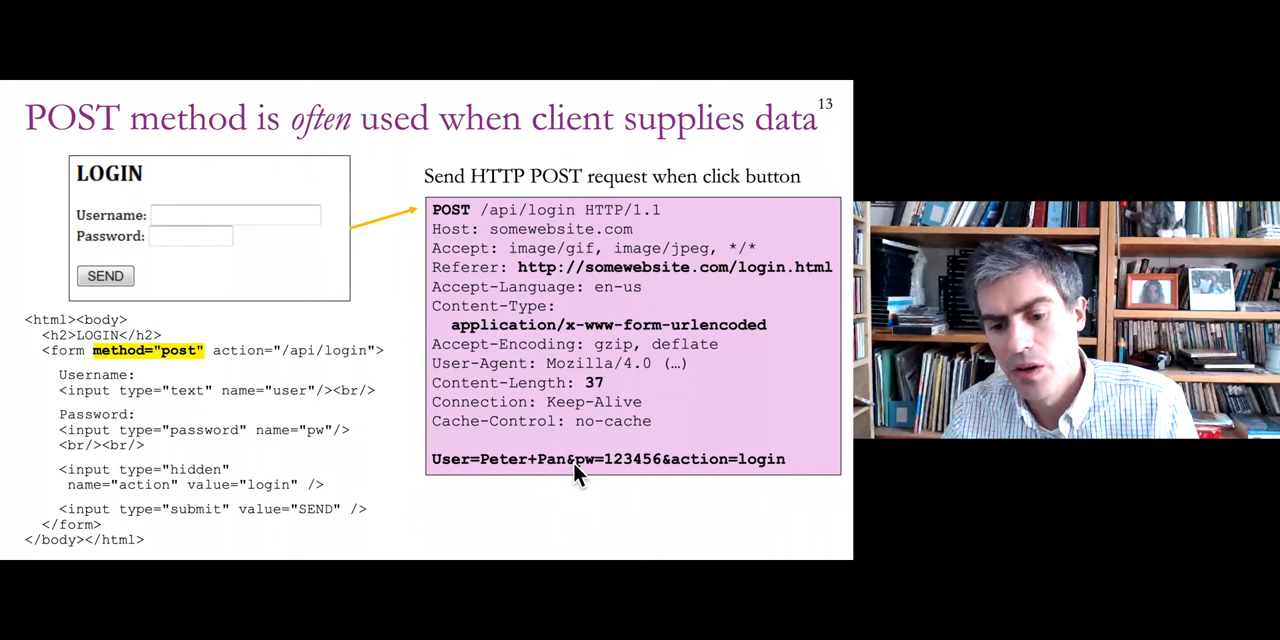 POST method is often used when client supplies data
13
LOGIN
Username:
Password:
SEND
Send HTTP POST request when click button
POST /api/login HTTP/1.1
Host: somewebsite.com
Accept: image/gif, image/jpeg, */*
Referer: http://somewebsite.com/login.html
Accept-Language: en-us
Content-Type:
application/x-www-form-urlencoded
Accept-Encoding: gzip, deflate
User-Agent: Mozilla/4.0 (…)
Content-Length: 37
Connection: Keep-Alive
Cache-Control: no-cache
User=Peter+Pan&pw=123456&action=login
<html><body>
<h2>LOGIN</h2>
<form method="post" action="/api/login">
Username:
<input type="text" name="user"/><br/>
Password:
<input type="password" name="pw"/>
<br/><br/>
<input type="hidden"
name="action" value="login" />
<input type="submit" value="SEND" />
</form>
</body></html>